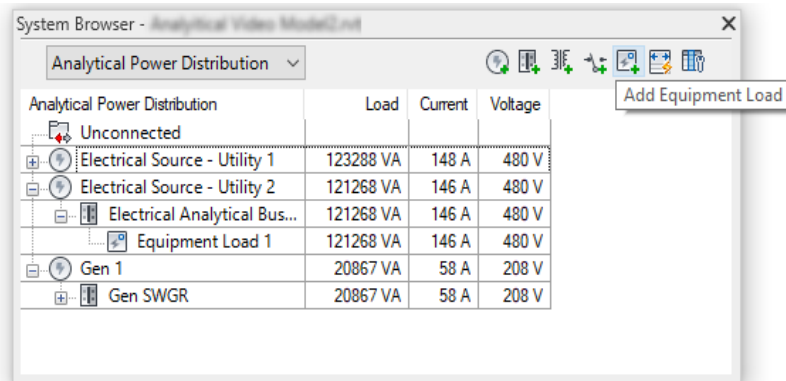 System Browser -
Analytical Power Distribution
Add Equipment Load
Analytical Power Distribution Load Current Voltage
Unconnected
Electrical Source - Utility 1 123288 VA 148 A 480 V
Electrical Source - Utility 2 121268 VA 146 A 480 V
Electrical Analytical Bus... 121268 VA 146 A 480 V
Equipment Load 1 121268 VA 146 A 480 V
Gen 1 20867 VA 58 A 208 V
Gen SWGR 20867 VA 58 A 208 V